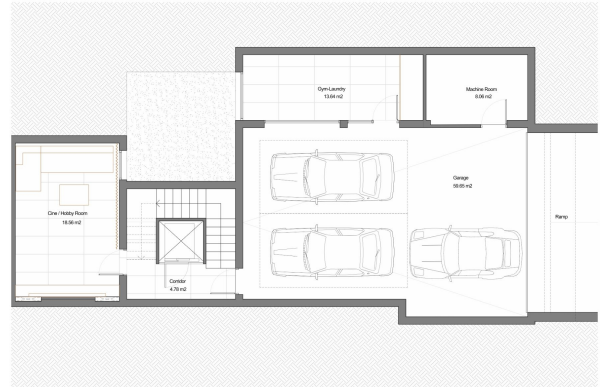 Gym-Laundry
13.64 m2
Machine Room
8.06 m2
Garage
59.65 m2
Ramp
Cine / Hobby Room
18.56 m2
Corridor
4.78 m2